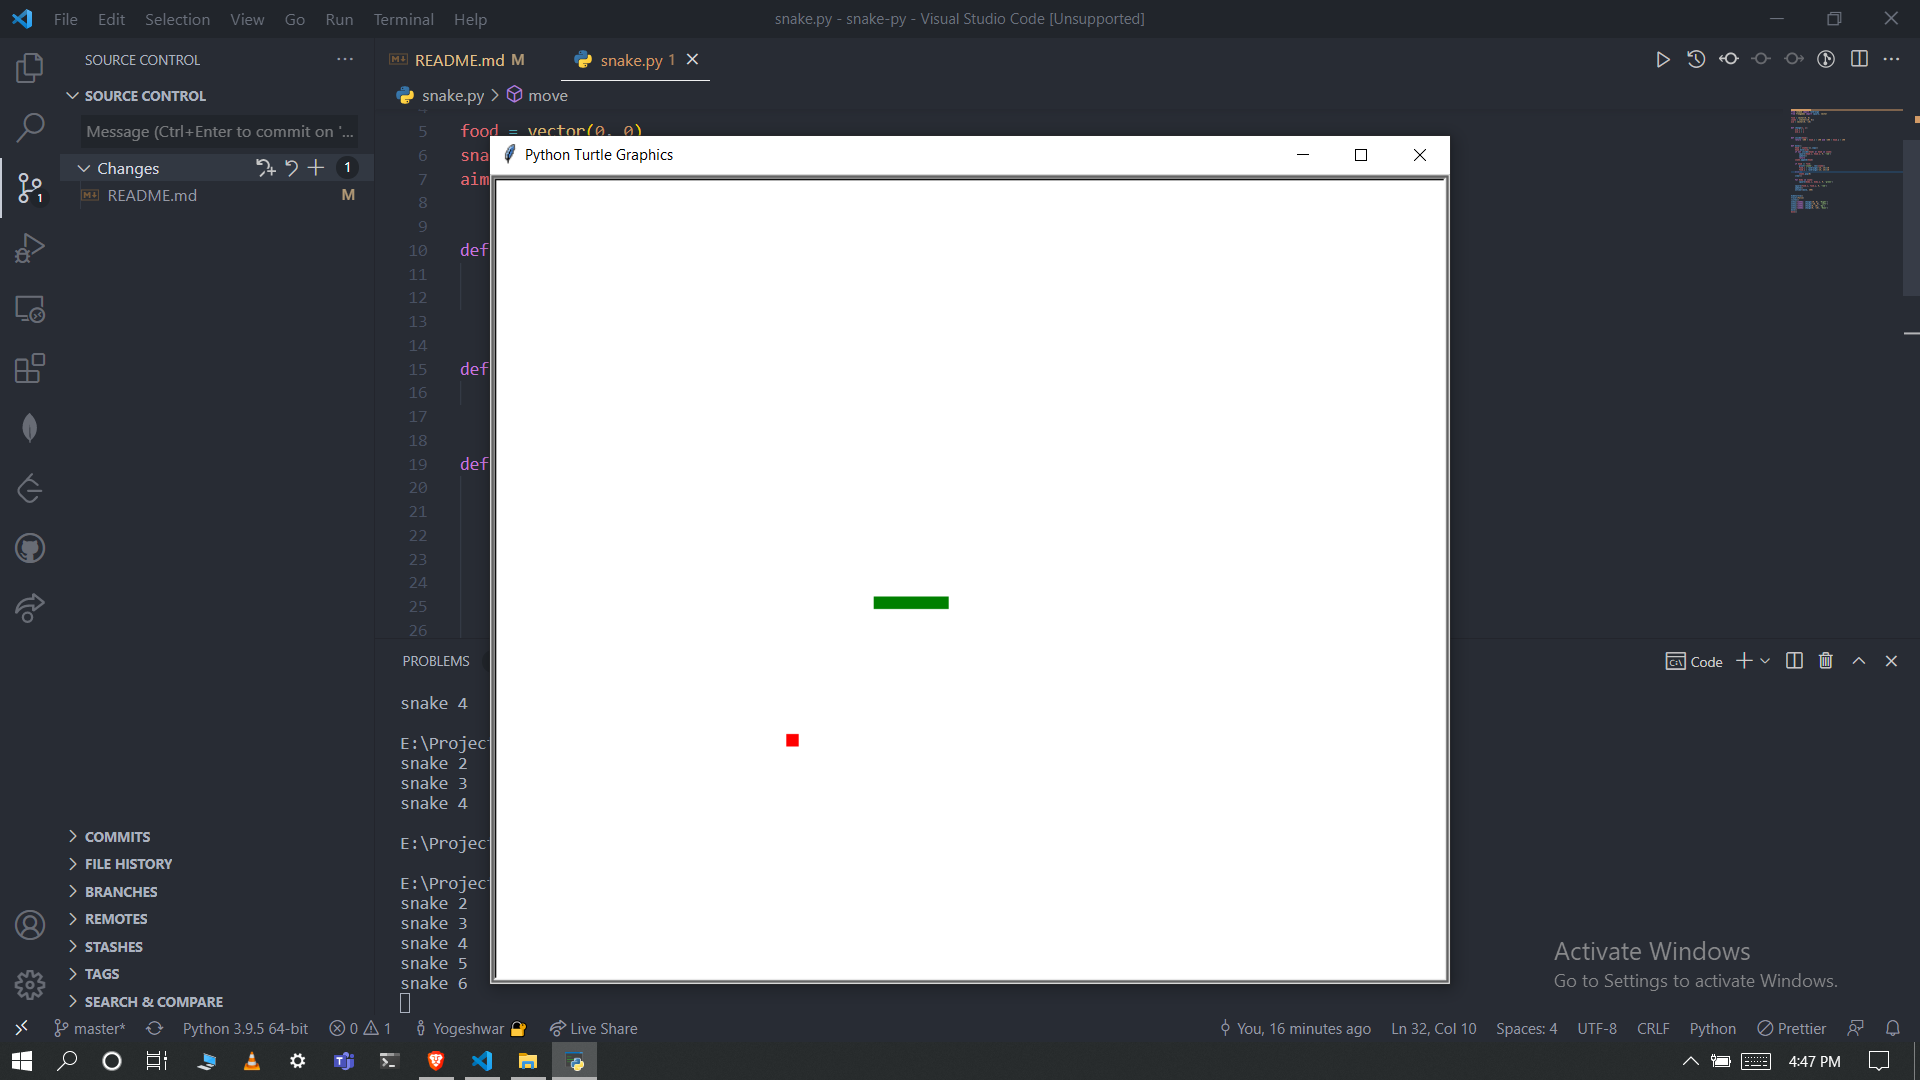 File Edit Selection View Go Run Terminal Help
snake.py - snake-py - Visual Studio Code [Unsupported]
SOURCE CONTROL
README.md M
snake.py 1
SOURCE CONTROL
snake.py > move
Message (Ctrl+Enter to commit on '...
Changes 1
README.md M
1
5 food = vector(0, 0)
6 sna
7 aim
8
9
10 def
11
12
13
14
15 def
16
17
18
19 def
20
21
22
23
24
25
26
Python Turtle Graphics
PROBLEMS
Code
snake 4
E:\Project
snake 2
snake 3
snake 4
E:\Project
E:\Project
snake 2
snake 3
snake 4
snake 5
snake 6
COMMITS
FILE HISTORY
BRANCHES
REMOTES
STASHES
TAGS
SEARCH & COMPARE
Activate Windows
Go to Settings to activate Windows.
master* Python 3.9.5 64-bit 0 1 Yogeshwar Live Share You, 16 minutes ago Ln 32, Col 10 Spaces: 4 UTF-8 CRLF Python Prettier
4:47 PM